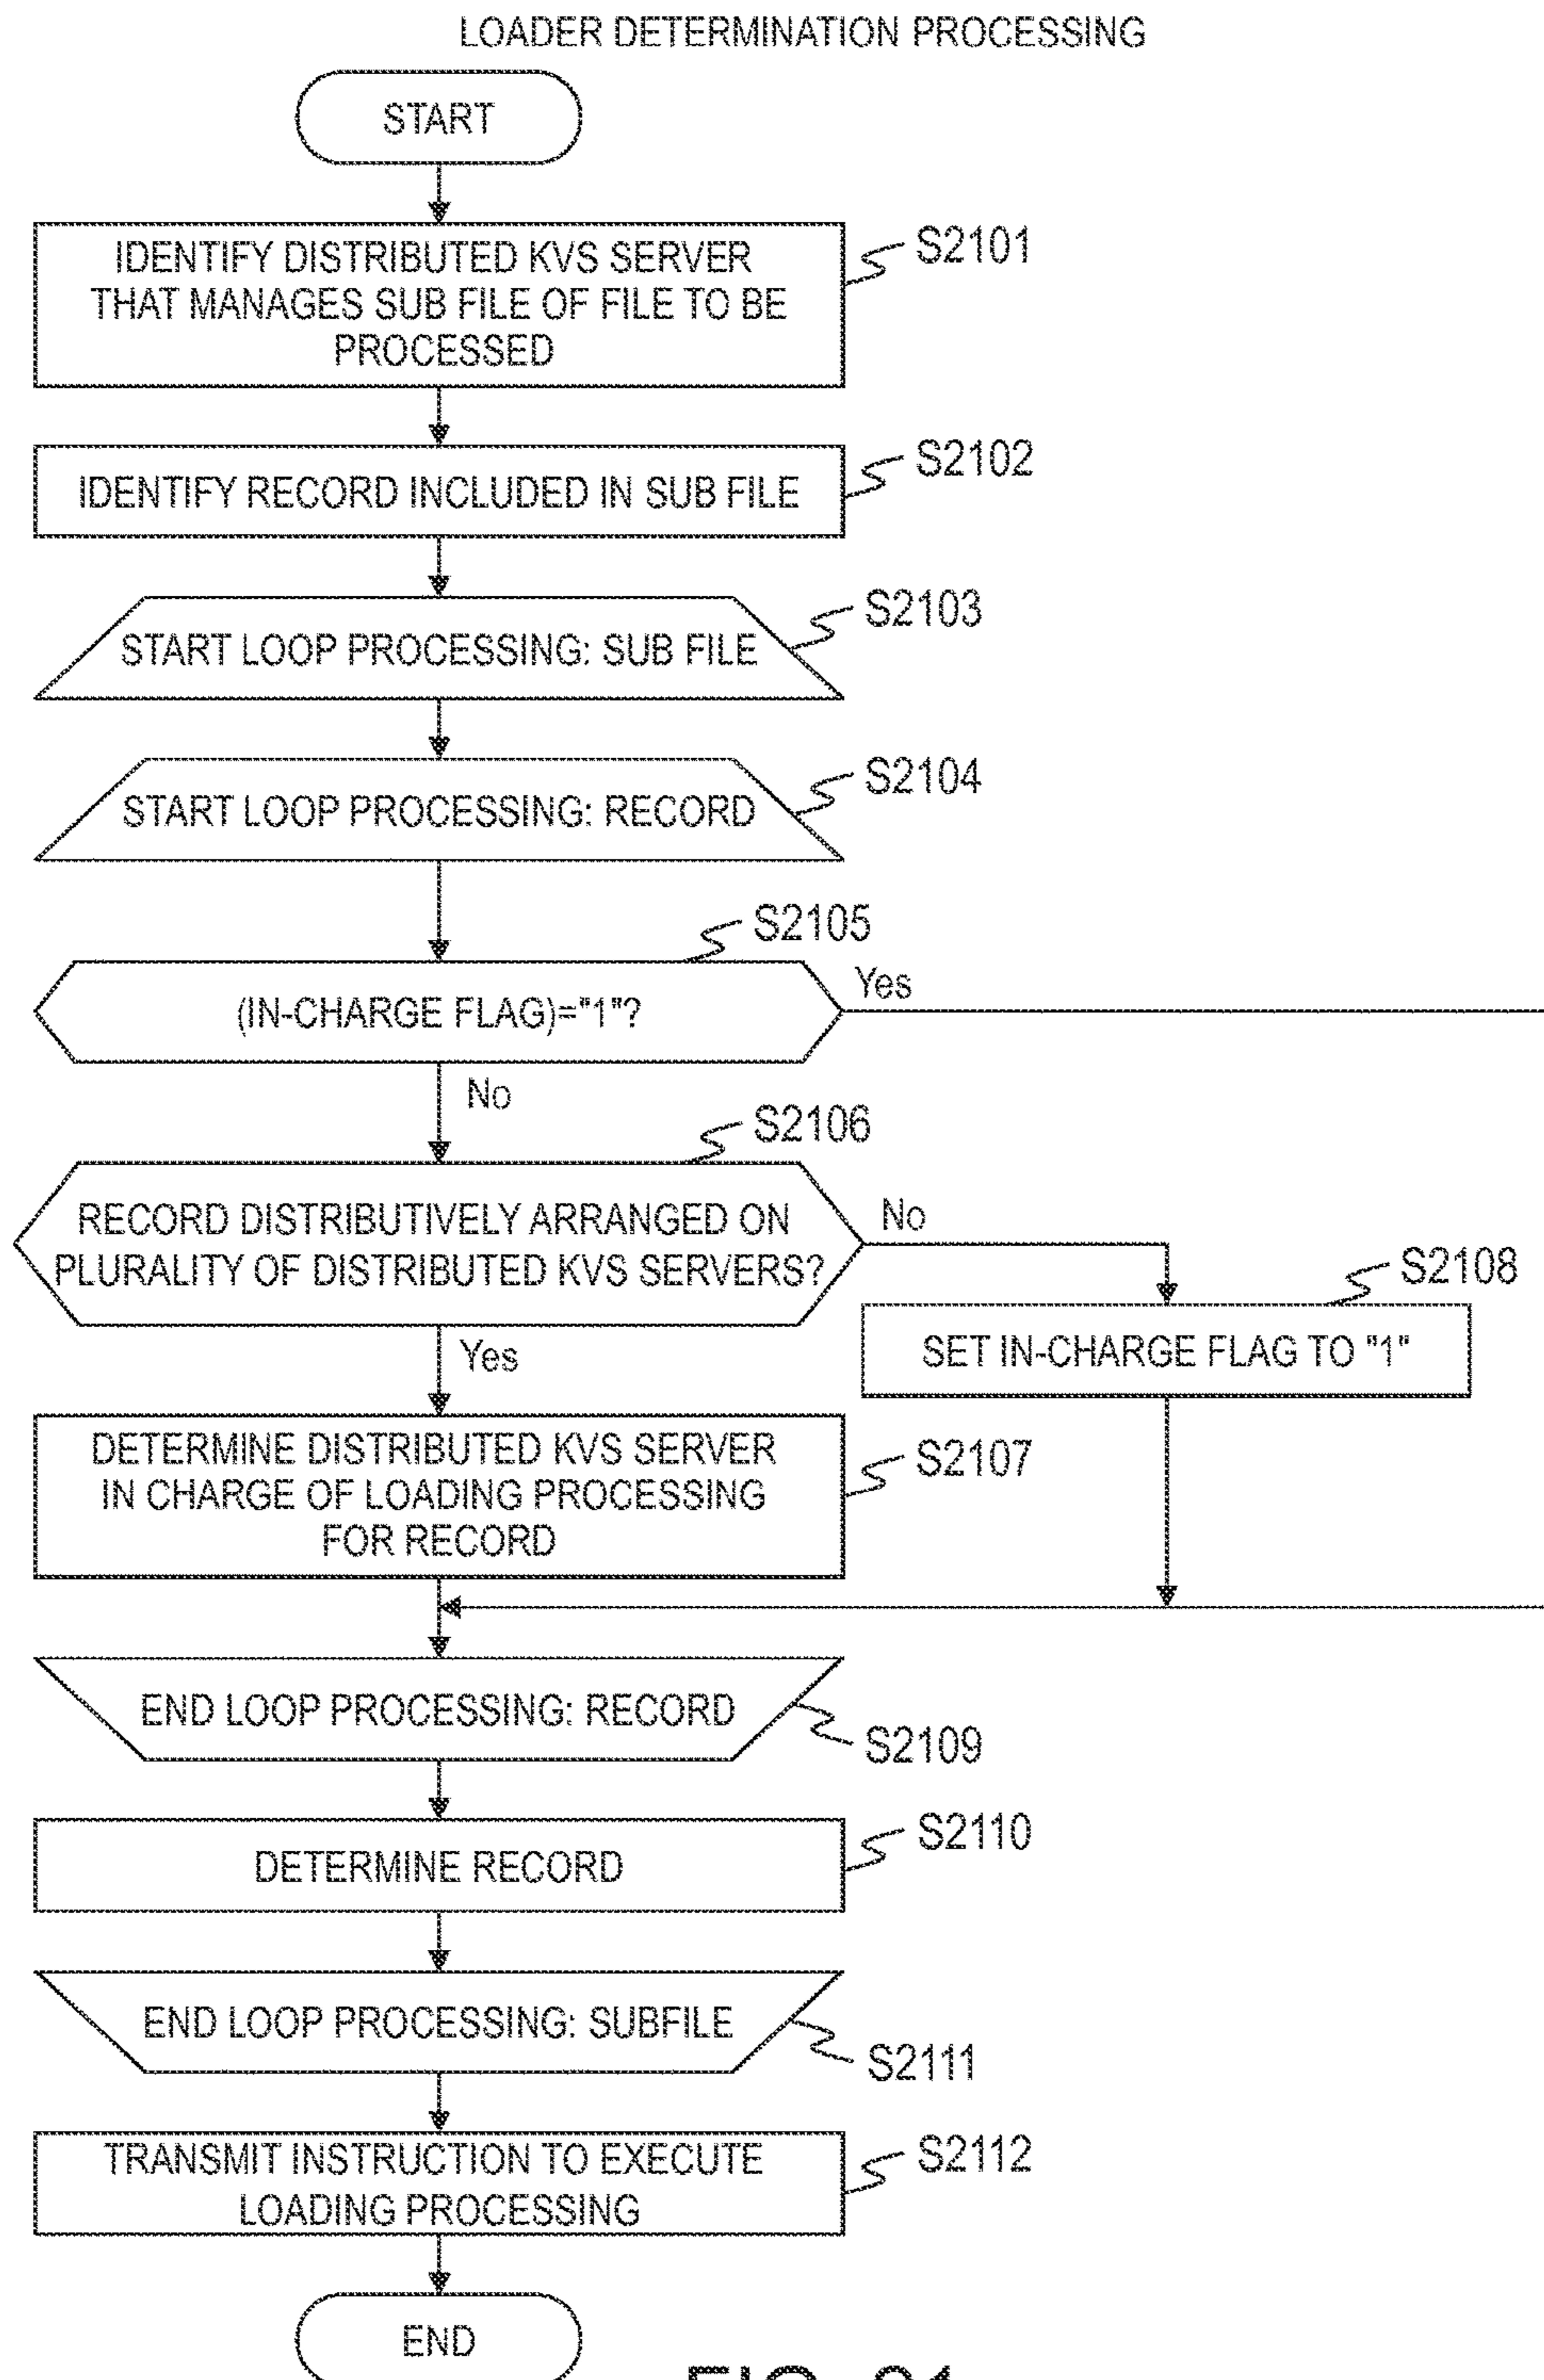 LOADER DETERMINATION PROCESSING
START
IDENTIFY DISTRIBUTED KVS SERVER
THAT MANAGES SUB FILE OF FILE TO BE
PROCESSED
S2101
IDENTIFY RECORD INCLUDED IN SUB FILE
S2102
START LOOP PROCESSING: SUB FILE
S2103
START LOOP PROCESSING: RECORD
S2104
S2105
(IN-CHARGE FLAG)="1"?
Yes
No
S2106
RECORD DISTRIBUTIVELY ARRANGED ON
PLURALITY OF DISTRIBUTED KVS SERVERS?
No
Yes
S2108
SET IN-CHARGE FLAG TO "1"
DETERMINE DISTRIBUTED KVS SERVER
IN CHARGE OF LOADING PROCESSING
FOR RECORD
S2107
END LOOP PROCESSING: RECORD
S2109
DETERMINE RECORD
S2110
END LOOP PROCESSING: SUBFILE
S2111
TRANSMIT INSTRUCTION TO EXECUTE
LOADING PROCESSING
S2112
END